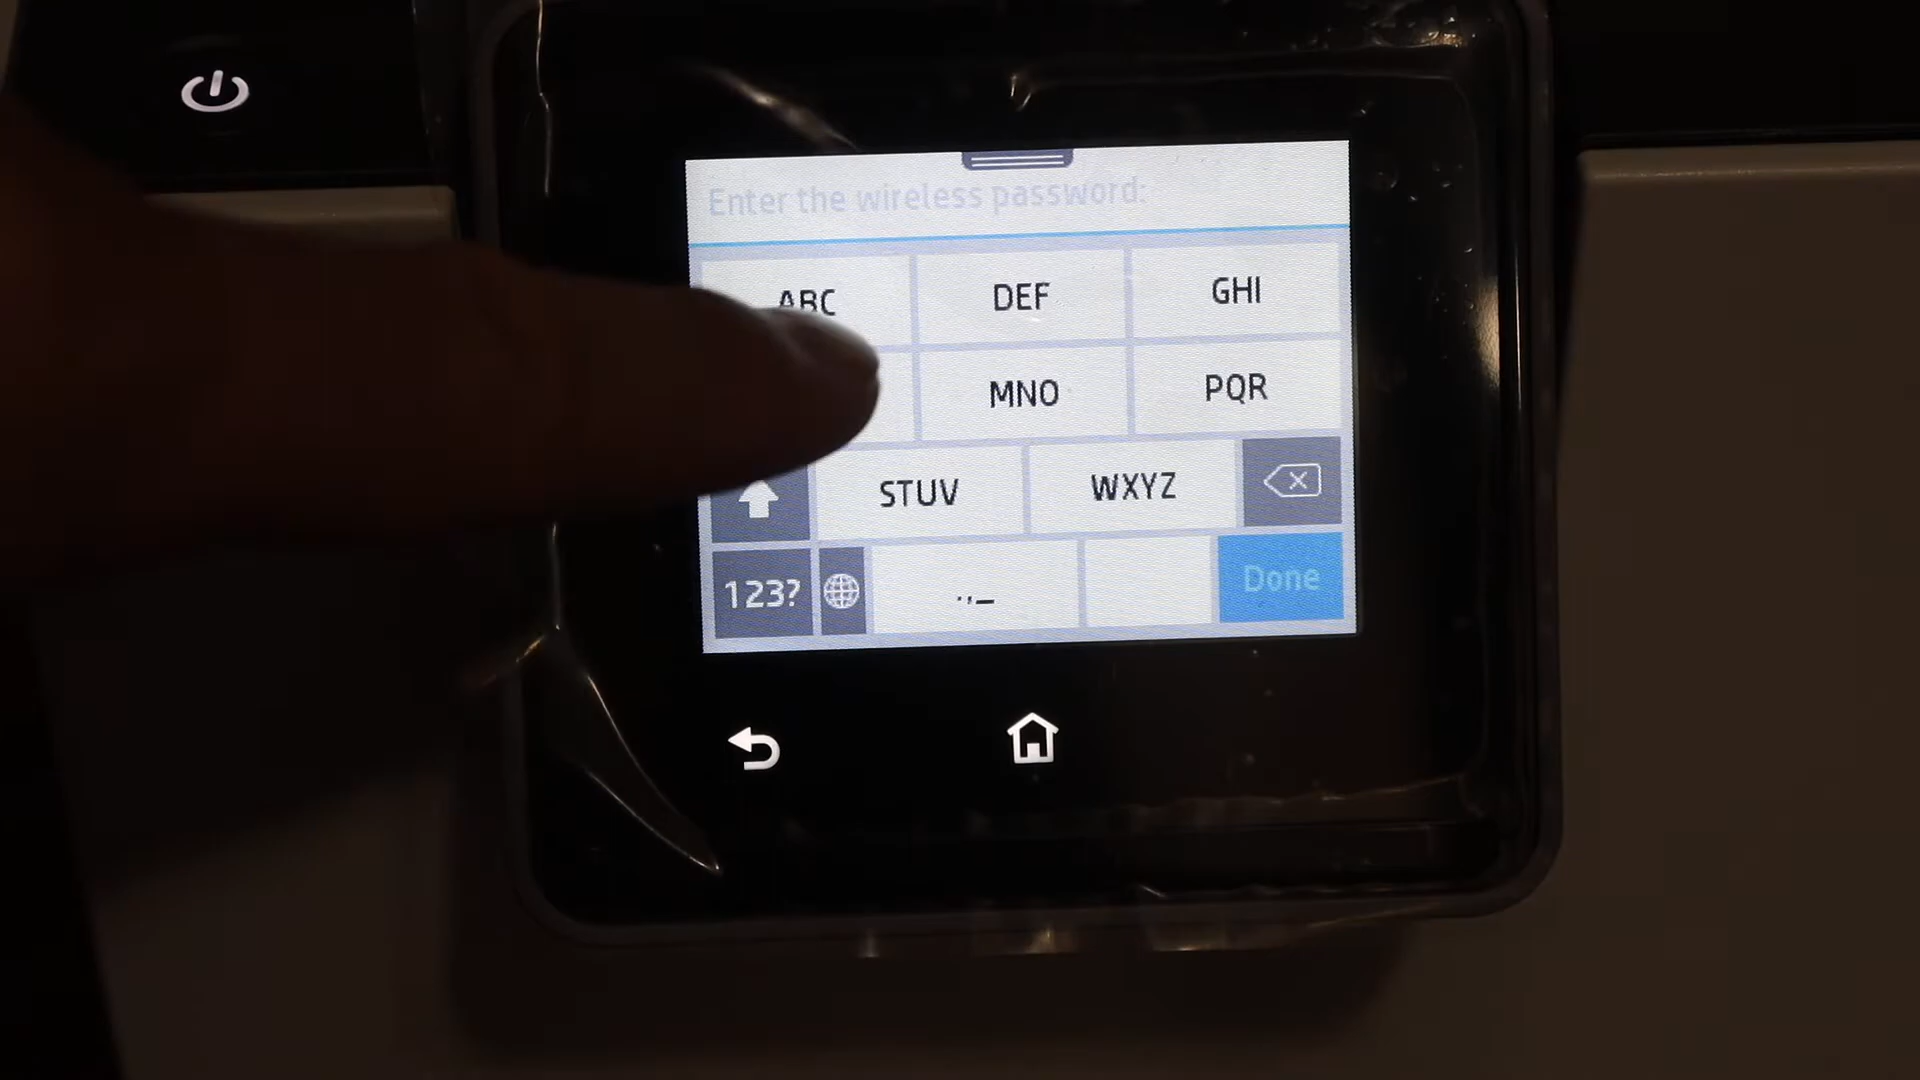 Enter the wireless password:
ABC DEF GHI
MNO PQR
STUV WXYZ
123? .,_ Done